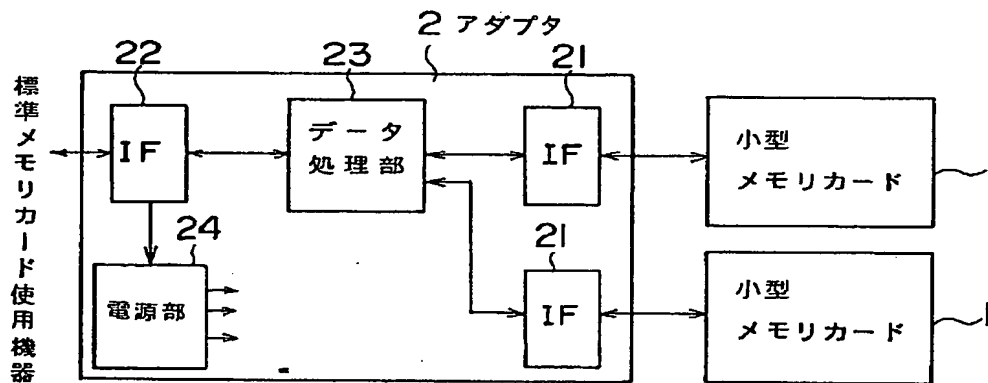 2 アダプタ
22
23
21
標準メモリカード使用機器
IF
データ
処理部
IF
小型
メモリカード
24
電源部
21
IF
小型
メモリカード
1